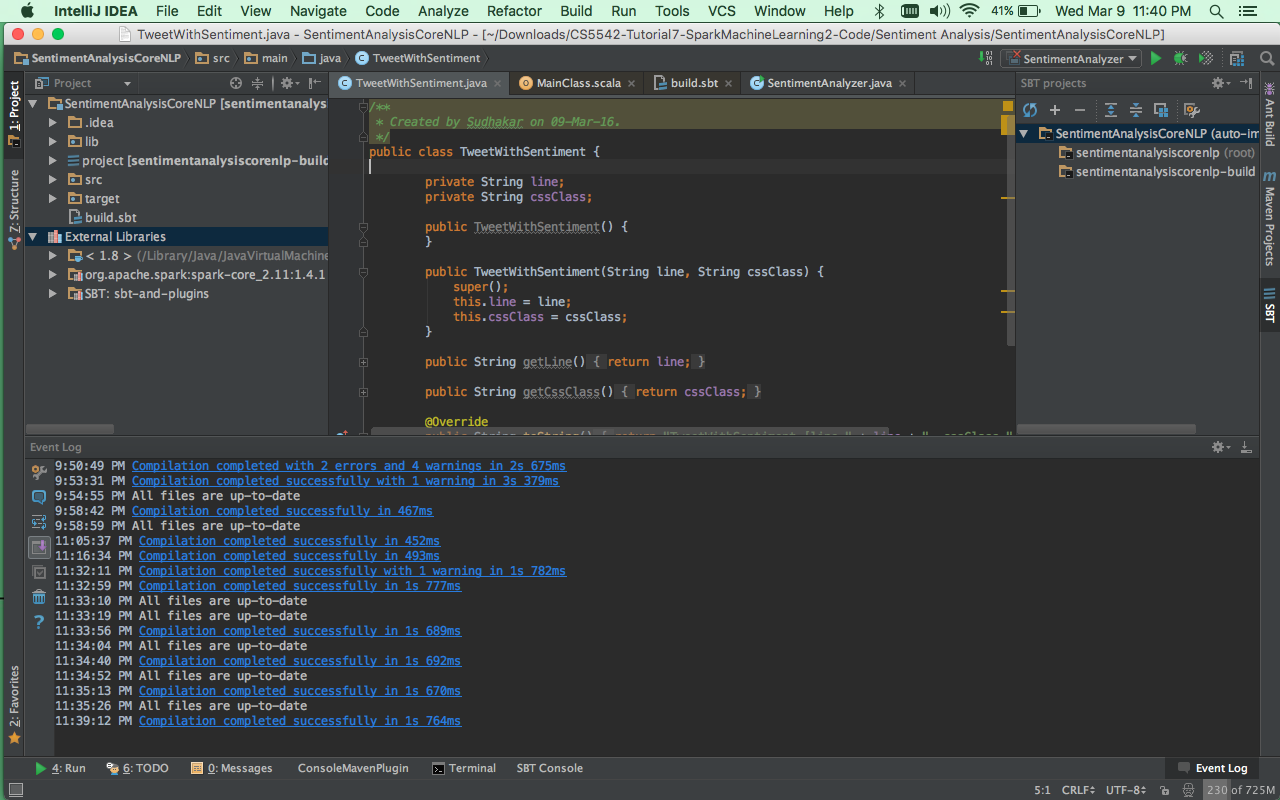 IntelliJ IDEA File Edit View Navigate Code Analyze Refactor Build Run Tools VCS Window Help 41% Wed Mar 9 11:40 PM
TweetWithSentiment.java - SentimentAnalysisCoreNLP - [~/Downloads/CS5542-Tutorial7-SparkMachineLearning2-Code/Sentiment Analysis/SentimentAnalysisCoreNLP]
SentimentAnalysisCoreNLP src main java TweetWithSentiment SentimentAnalyzer
Project
TweetWithSentiment.java MainClass.scala build.sbt SentimentAnalyzer.java
SBT projects
1: Project
Z: Structure
2: Favorites
SentimentAnalysisCoreNLP [sentimentanalys
.idea
lib
project [sentimentanalysiscorenlp-build
src
target
build.sbt
External Libraries
< 1.8 > (/Library/Java/JavaVirtualMachine
org.apache.spark:spark-core_2.11:1.4.1
SBT: sbt-and-plugins
/**
* Created by Sudhakar on 09-Mar-16.
*/
public class TweetWithSentiment {
private String line;
private String cssClass;
public TweetWithSentiment() {
}
public TweetWithSentiment(String line, String cssClass) {
super();
this.line = line;
this.cssClass = cssClass;
}
public String getLine() { return line; }
public String getCssClass() { return cssClass; }
@Override
SentimentAnalysisCoreNLP (auto-im
sentimentanalysiscorenlp (root)
sentimentanalysiscorenlp-build
Ant Build
Maven Projects
SBT
Event Log
9:50:49 PM Compilation completed with 2 errors and 4 warnings in 2s 675ms
9:53:31 PM Compilation completed successfully with 1 warning in 3s 379ms
9:54:55 PM All files are up-to-date
9:58:42 PM Compilation completed successfully in 467ms
9:58:59 PM All files are up-to-date
11:05:37 PM Compilation completed successfully in 452ms
11:16:34 PM Compilation completed successfully in 493ms
11:32:11 PM Compilation completed successfully with 1 warning in 1s 782ms
11:32:59 PM Compilation completed successfully in 1s 777ms
11:33:10 PM All files are up-to-date
11:33:19 PM All files are up-to-date
11:33:56 PM Compilation completed successfully in 1s 689ms
11:34:04 PM All files are up-to-date
11:34:40 PM Compilation completed successfully in 1s 692ms
11:34:52 PM All files are up-to-date
11:35:13 PM Compilation completed successfully in 1s 670ms
11:35:26 PM All files are up-to-date
11:39:12 PM Compilation completed successfully in 1s 764ms
4: Run 6: TODO 0: Messages ConsoleMavenPlugin Terminal SBT Console Event Log
5:1 CRLF UTF-8 230 of 725M